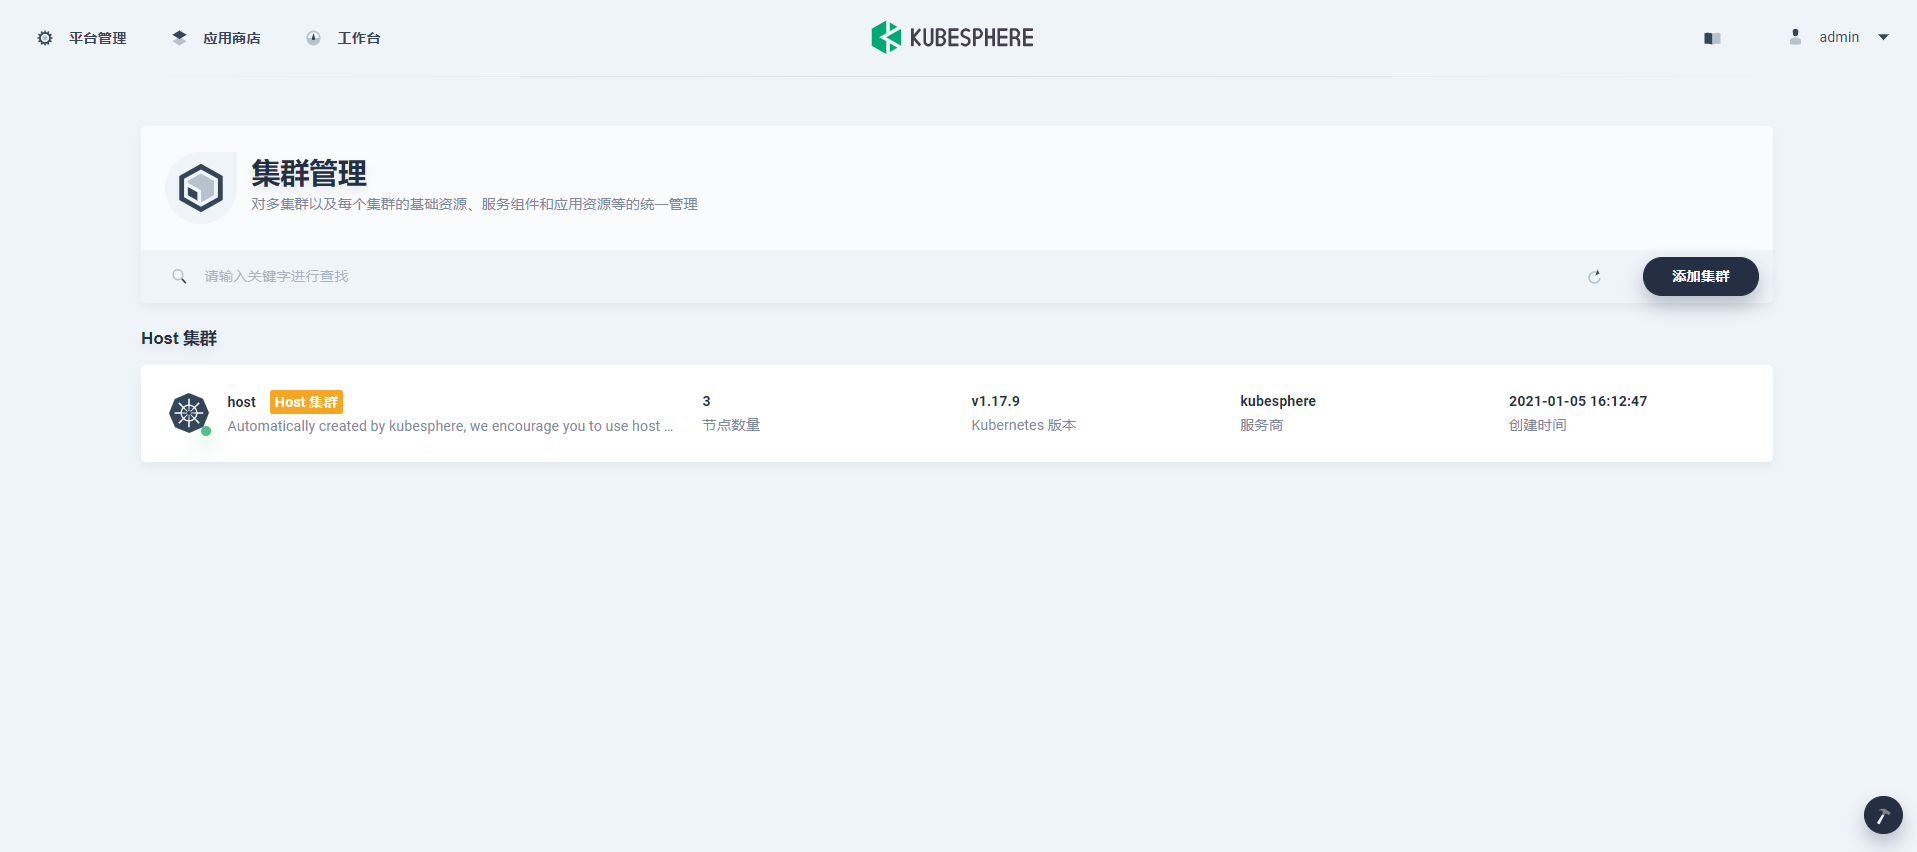 平台管理 应用商店 工作台 KUBESPHERE admin
集群管理
对多集群以及每个集群的基础资源、服务组件和应用资源等的统一管理
请输入关键字进行查找 添加集群
Host 集群
host Host 集群 3 v1.17.9 kubesphere 2021-01-05 16:12:47
Automatically created by kubesphere, we encourage you to use host ... 节点数量 Kubernetes 版本 服务商 创建时间